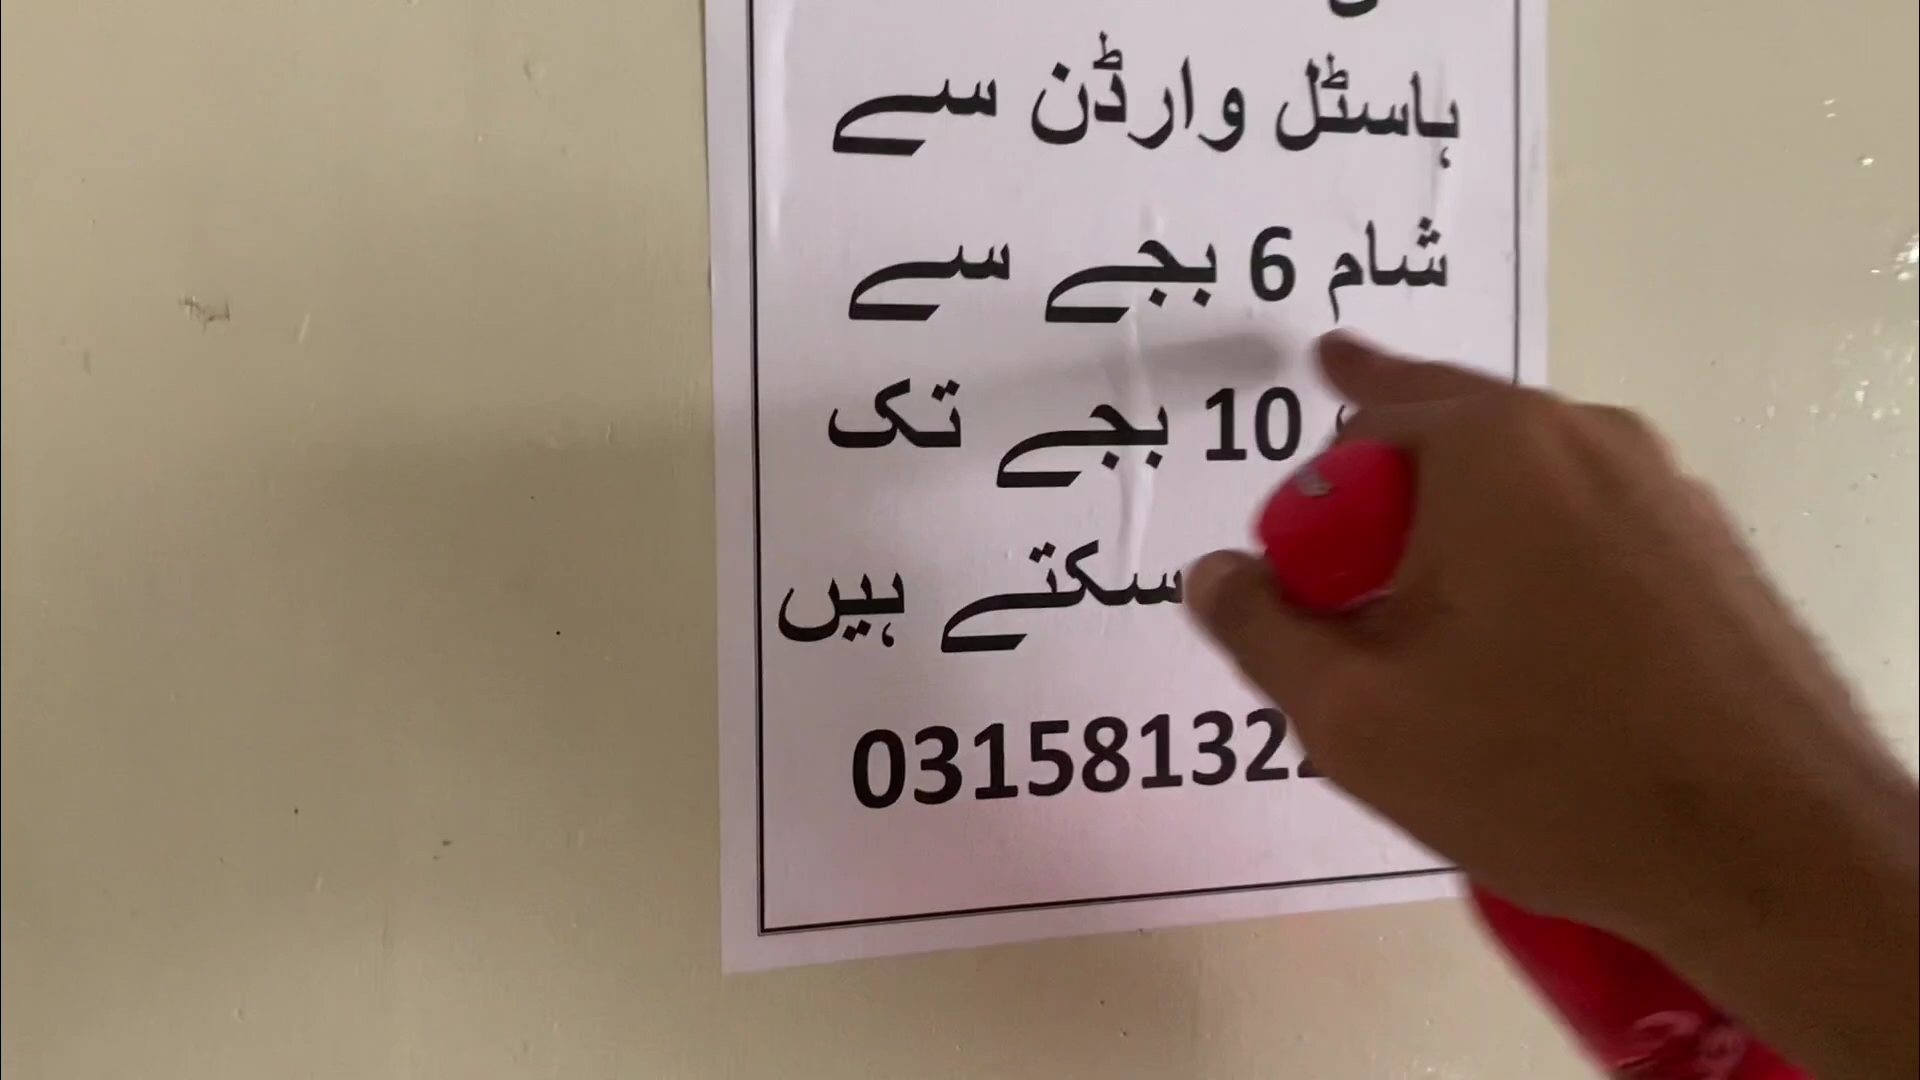 ہاسٹل وارڈن سے
شام 6 بجے سے
10 بجے تک
سکتے ہیں
031581322